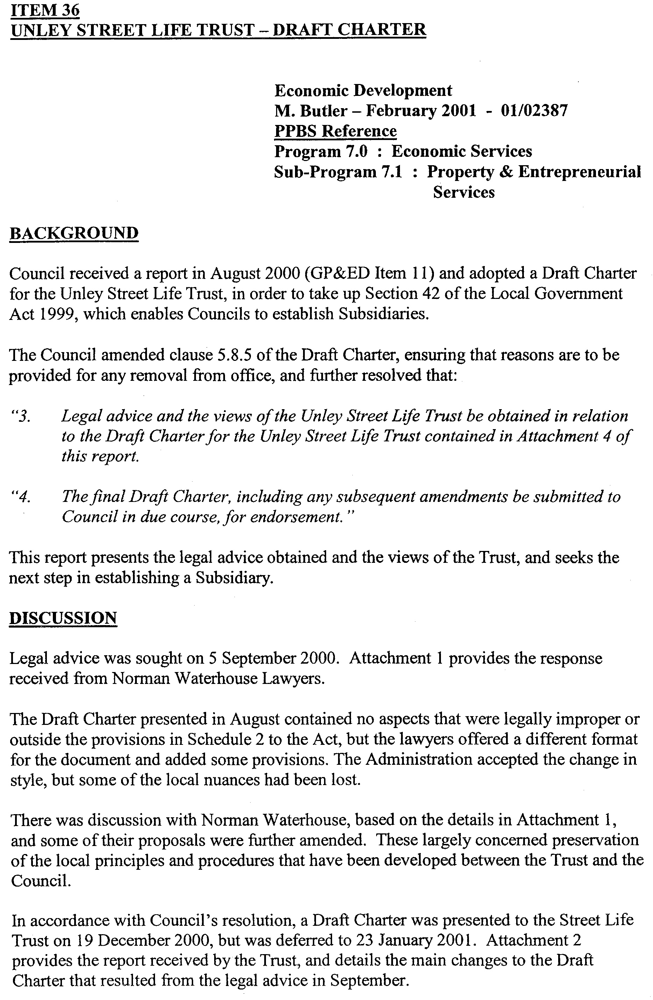 ITEM 36
UNLEY STREET LIFE TRUST – DRAFT CHARTER
Economic Development
M. Butler – February 2001 - 01/02387
PPBS Reference
Program 7.0 : Economic Services
Sub-Program 7.1 : Property & Entrepreneurial
Services
BACKGROUND
Council received a report in August 2000 (GP&ED Item 11) and adopted a Draft Charter
for the Unley Street Life Trust, in order to take up Section 42 of the Local Government
Act 1999, which enables Councils to establish Subsidiaries.
The Council amended clause 5.8.5 of the Draft Charter, ensuring that reasons are to be
provided for any removal from office, and further resolved that:
“3. Legal advice and the views of the Unley Street Life Trust be obtained in relation
to the Draft Charter for the Unley Street Life Trust contained in Attachment 4 of
this report.
“4. The final Draft Charter, including any subsequent amendments be submitted to
Council in due course, for endorsement.”
This report presents the legal advice obtained and the views of the Trust, and seeks the
next step in establishing a Subsidiary.
DISCUSSION
Legal advice was sought on 5 September 2000. Attachment 1 provides the response
received from Norman Waterhouse Lawyers.
The Draft Charter presented in August contained no aspects that were legally improper or
outside the provisions in Schedule 2 to the Act, but the lawyers offered a different format
for the document and added some provisions. The Administration accepted the change in
style, but some of the local nuances had been lost.
There was discussion with Norman Waterhouse, based on the details in Attachment 1,
and some of their proposals were further amended. These largely concerned preservation
of the local principles and procedures that have been developed between the Trust and the
Council.
In accordance with Council’s resolution, a Draft Charter was presented to the Street Life
Trust on 19 December 2000, but was deferred to 23 January 2001. Attachment 2
provides the report received by the Trust, and details the main changes to the Draft
Charter that resulted from the legal advice in September.